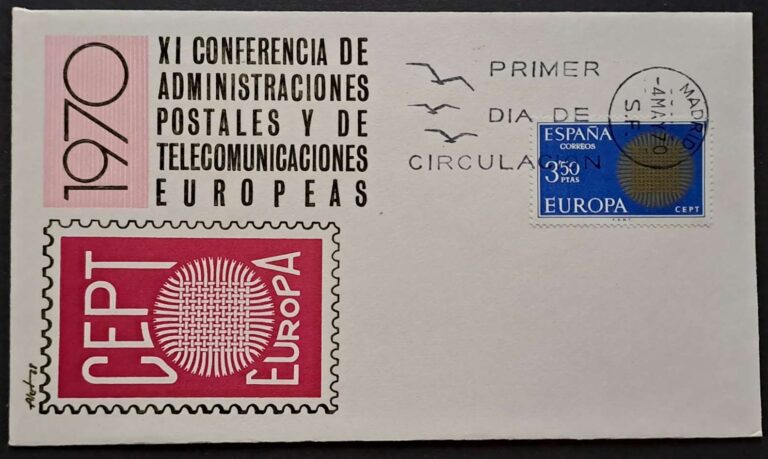 1970
XI CONFERENCIA DE
ADMINISTRACIONES
POSTALES Y DE
TELECOMUNICACIONES
EUROPEAS
PRIMER
DIA DE
CIRCULACION
MADRID
-4MAY70
S.F.
ESPAÑA
CORREOS
3'50
PTAS
EUROPA
CEPT
F.N.M.T.
CEPT
EUROPA